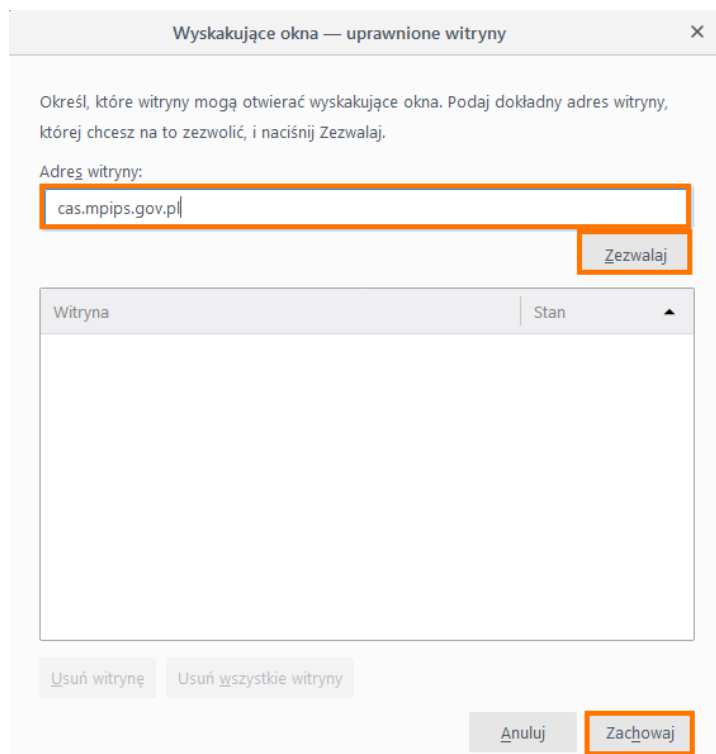 Wyskakujące okna — uprawnione witryny
Określ, które witryny mogą otwierać wyskakujące okna. Podaj dokładny adres witryny,
której chcesz na to zezwolić, i naciśnij Zezwalaj.
Adres witryny:
cas.mpips.gov.pl
Zezwalaj
Witryna Stan
Usuń witrynę Usuń wszystkie witryny
Anuluj Zachowaj